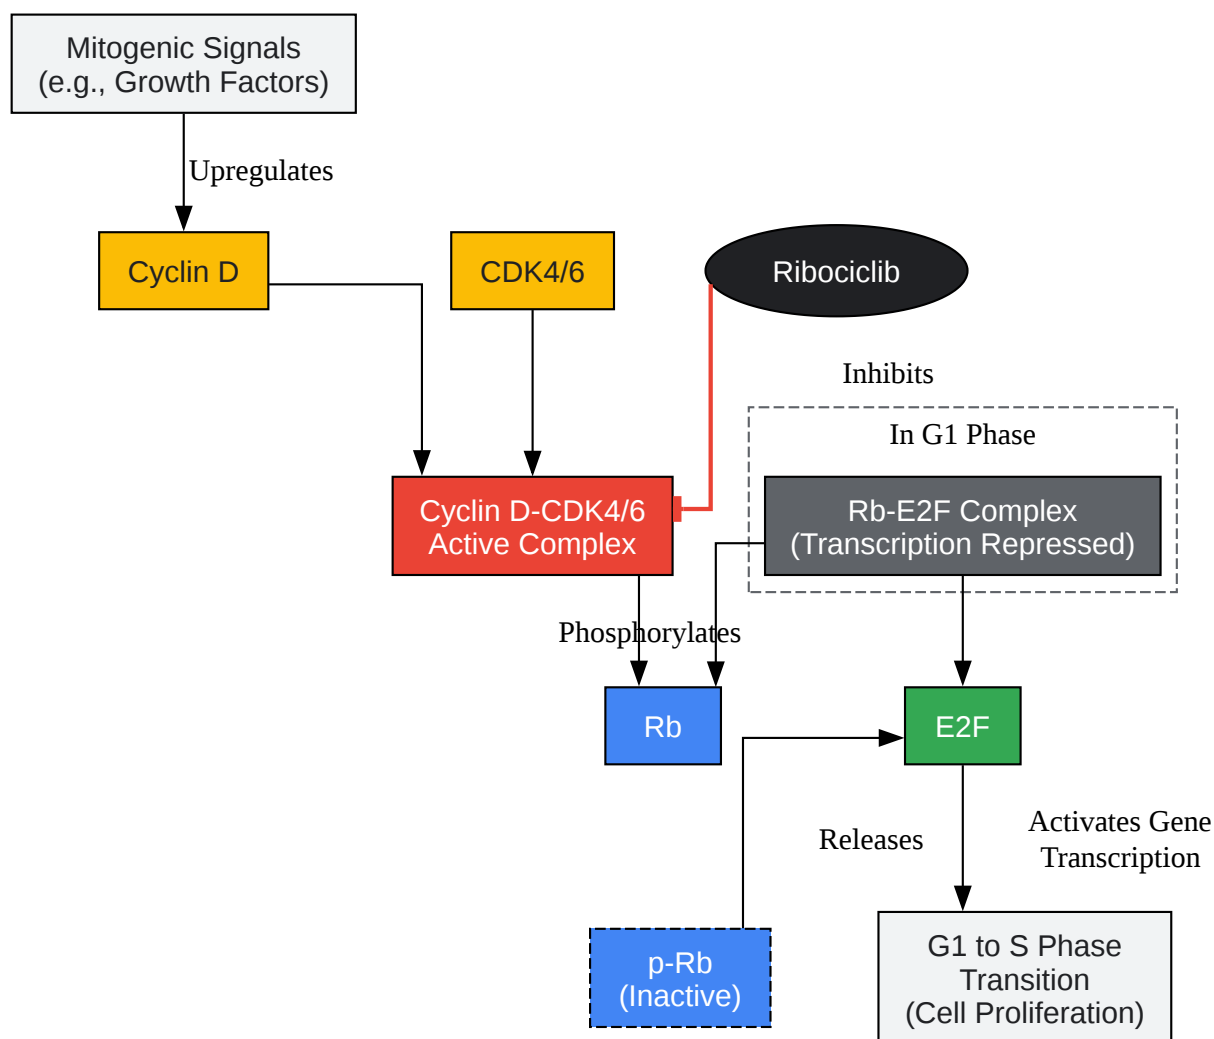 Mitogenic Signals
(e.g., Growth Factors)
Upregulates
Cyclin D
CDK4/6
Ribociclib
Inhibits
In G1 Phase
Cyclin D-CDK4/6
Active Complex
Rb-E2F Complex
(Transcription Repressed)
Phosphorylates
Rb
E2F
Releases
Activates Gene
Transcription
p-Rb
(Inactive)
G1 to S Phase
Transition
(Cell Proliferation)